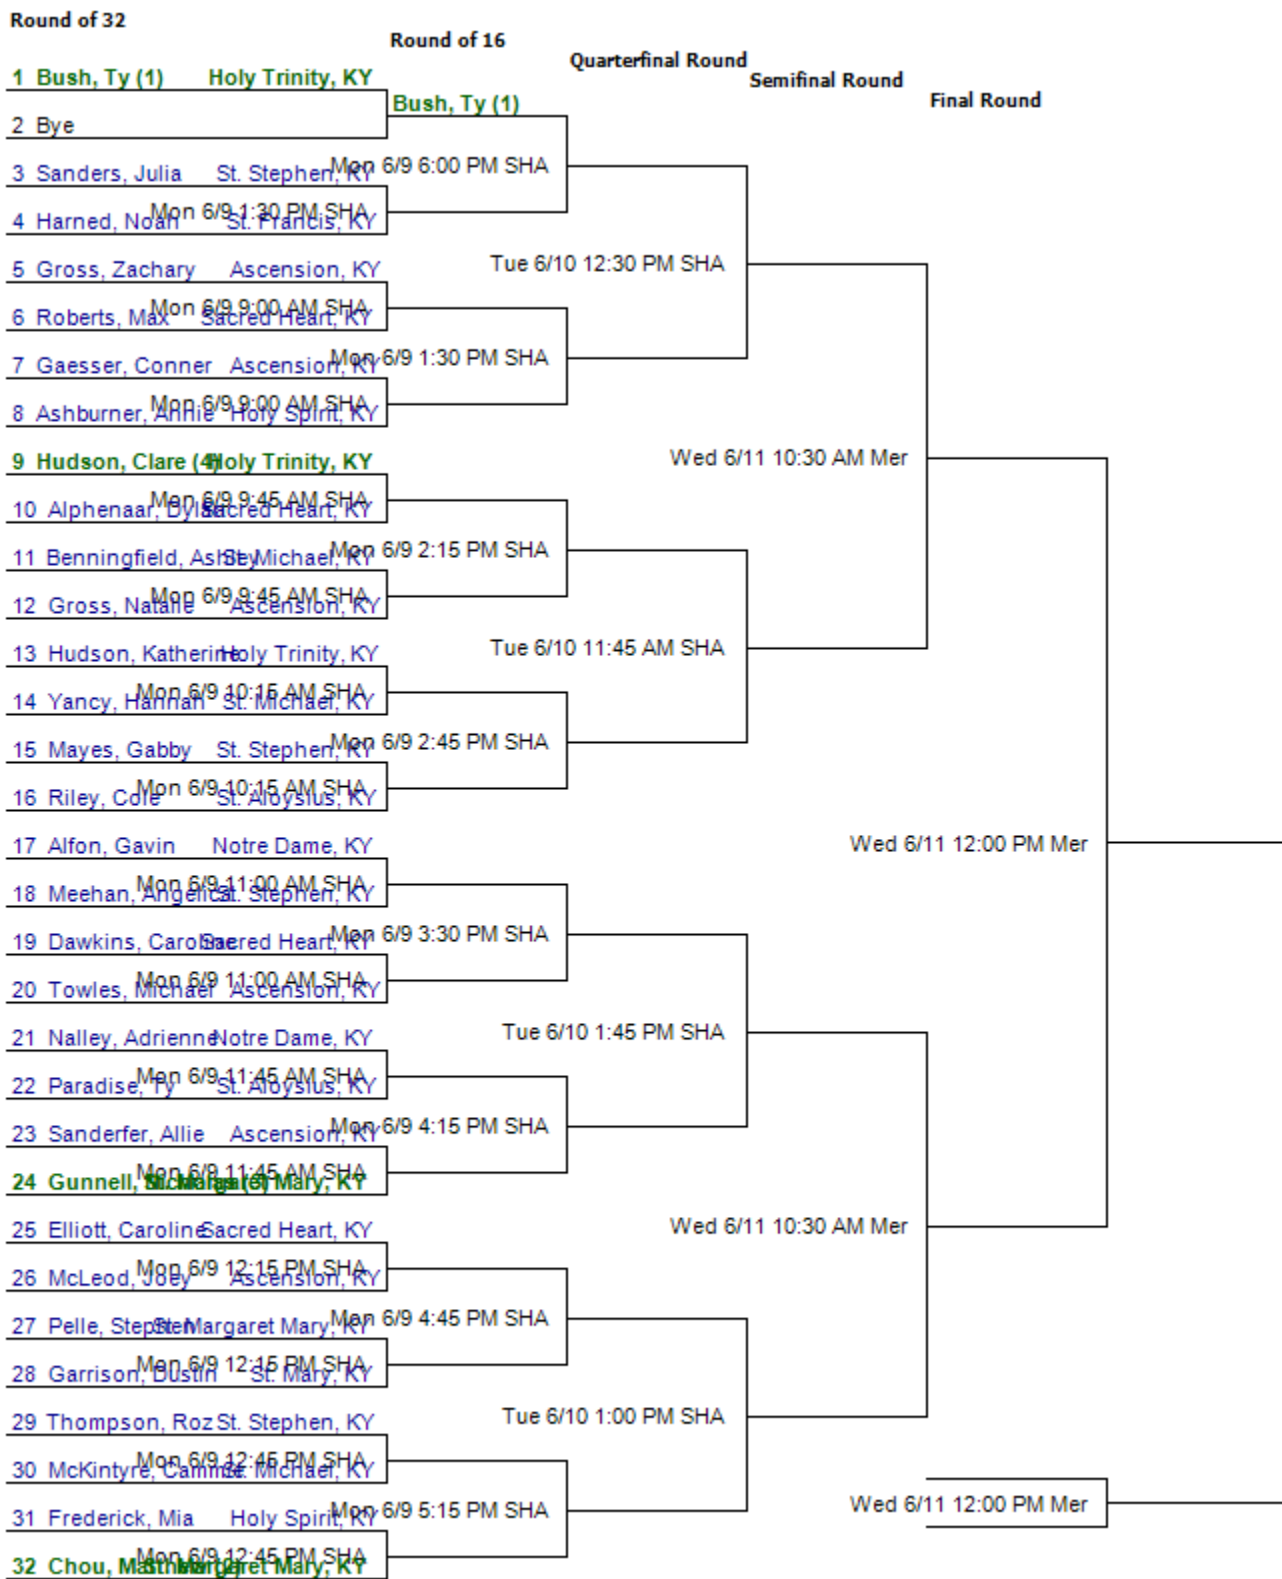 Round of 32
Round of 16
Quarterfinal Round
Semifinal Round
Final Round
1 Bush, Ty (1) Holy Trinity, KY
Bush, Ty (1)
2 Bye
Mon 6/9 6:00 PM SHA
3 Sanders, Julia St. Stephen, KY
Mon 6/9 1:30 PM SHA
4 Harned, Noah St. Francis, KY
Tue 6/10 12:30 PM SHA
5 Gross, Zachary Ascension, KY
Mon 6/9 9:00 AM SHA
6 Roberts, Max Sacred Heart, KY
Mon 6/9 1:30 PM SHA
7 Gaesser, Conner Ascension, KY
Mon 6/9 9:00 AM SHA
8 Ashburner, Annie Holy Spirit, KY
Wed 6/11 10:30 AM Mer
9 Hudson, Clare (4) Holy Trinity, KY
Mon 6/9 9:45 AM SHA
10 Alphenaar, Dylan Sacred Heart, KY
Mon 6/9 2:15 PM SHA
11 Benningfield, Ashley St. Michael, KY
Mon 6/9 9:45 AM SHA
12 Gross, Natalie Ascension, KY
Tue 6/10 11:45 AM SHA
13 Hudson, Katherine Holy Trinity, KY
Mon 6/9 10:15 AM SHA
14 Yancy, Hannah St. Michael, KY
Mon 6/9 2:45 PM SHA
15 Mayes, Gabby St. Stephen, KY
Mon 6/9 10:15 AM SHA
16 Riley, Cole St. Aloysius, KY
Wed 6/11 12:00 PM Mer
17 Alfon, Gavin Notre Dame, KY
Mon 6/9 11:00 AM SHA
18 Meehan, Angelica St. Stephen, KY
Mon 6/9 3:30 PM SHA
19 Dawkins, Caroline Sacred Heart, KY
Mon 6/9 11:00 AM SHA
20 Towles, Michael Ascension, KY
Tue 6/10 1:45 PM SHA
21 Nalley, Adrienne Notre Dame, KY
Mon 6/9 11:45 AM SHA
22 Paradise, Ty St. Aloysius, KY
Mon 6/9 4:15 PM SHA
23 Sanderfer, Allie Ascension, KY
Mon 6/9 11:45 AM SHA
24 Gunnell, Nicholas (3) St. Margaret Mary, KY
Wed 6/11 10:30 AM Mer
25 Elliott, Caroline Sacred Heart, KY
Mon 6/9 12:15 PM SHA
26 McLeod, Joey Ascension, KY
Mon 6/9 4:45 PM SHA
27 Pelle, Stephen St. Margaret Mary, KY
Mon 6/9 12:15 PM SHA
28 Garrison, Dustin St. Mary, KY
Tue 6/10 1:00 PM SHA
29 Thompson, Roz St. Stephen, KY
Mon 6/9 12:45 PM SHA
30 McKintyre, Cammie St. Michael, KY
Wed 6/11 12:00 PM Mer
Mon 6/9 5:15 PM SHA
31 Frederick, Mia Holy Spirit, KY
Mon 6/9 12:45 PM SHA
32 Chou, Matthew (2) St. Margaret Mary, KY